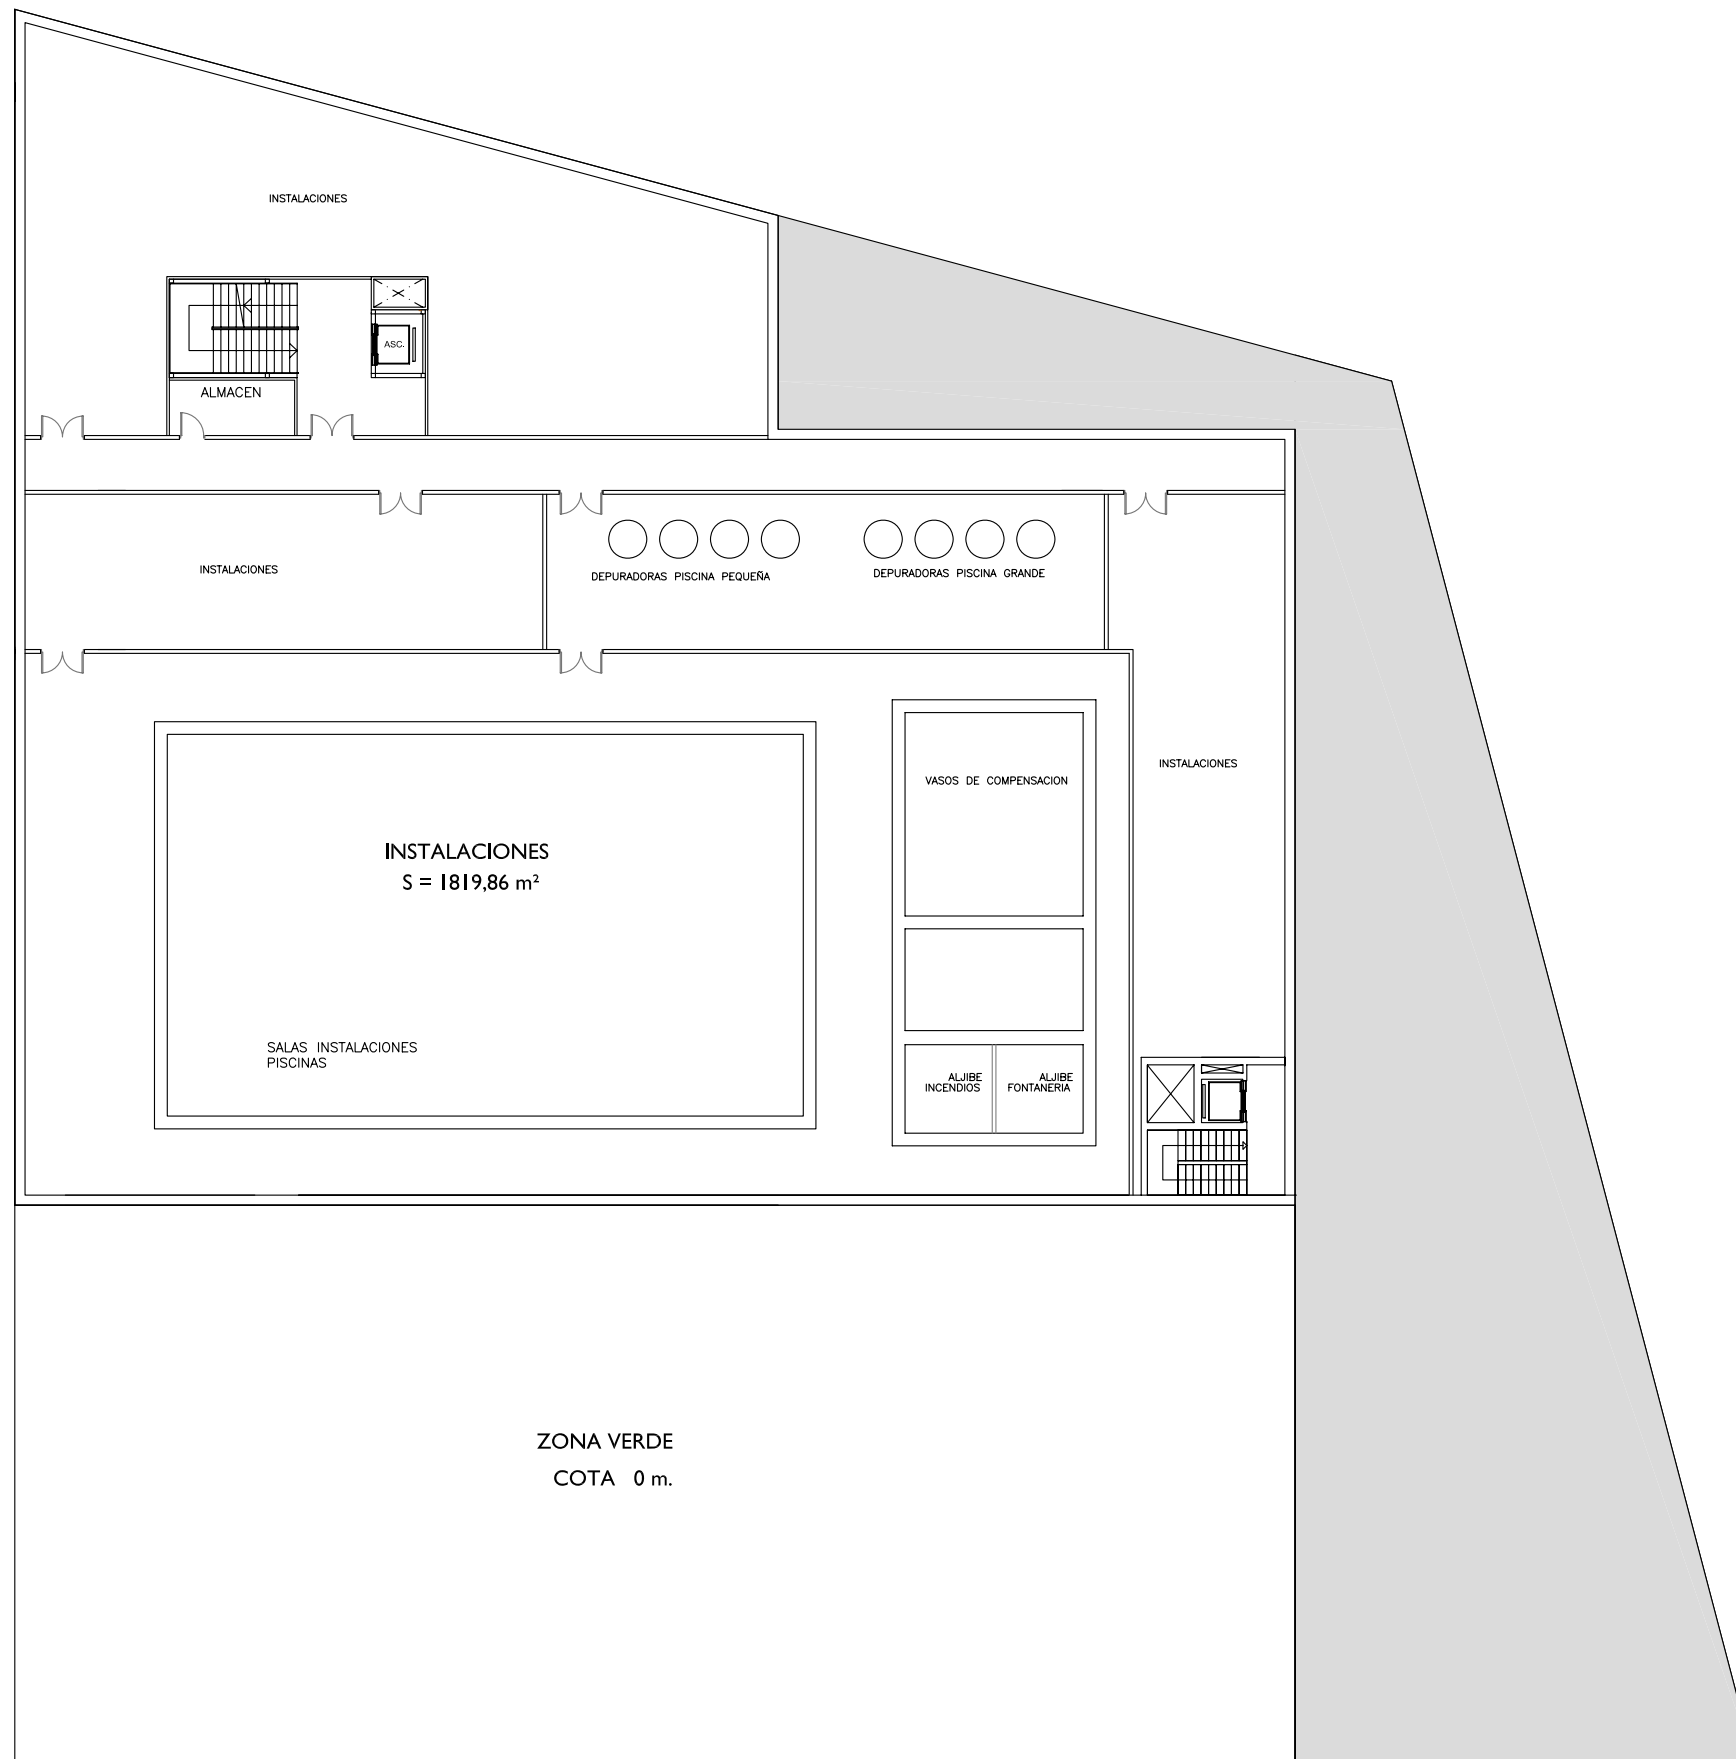 INSTALACIONES
ASC.
ALMACEN
INSTALACIONES
DEPURADORAS PISCINA PEQUEÑA
DEPURADORAS PISCINA GRANDE
INSTALACIONES
VASOS DE COMPENSACION
INSTALACIONES
S = 1819,86 m²
SALAS INSTALACIONES
PISCINAS
ALJIBE
INCENDIOS
ALJIBE
FONTANERIA
ZONA VERDE
COTA 0 m.